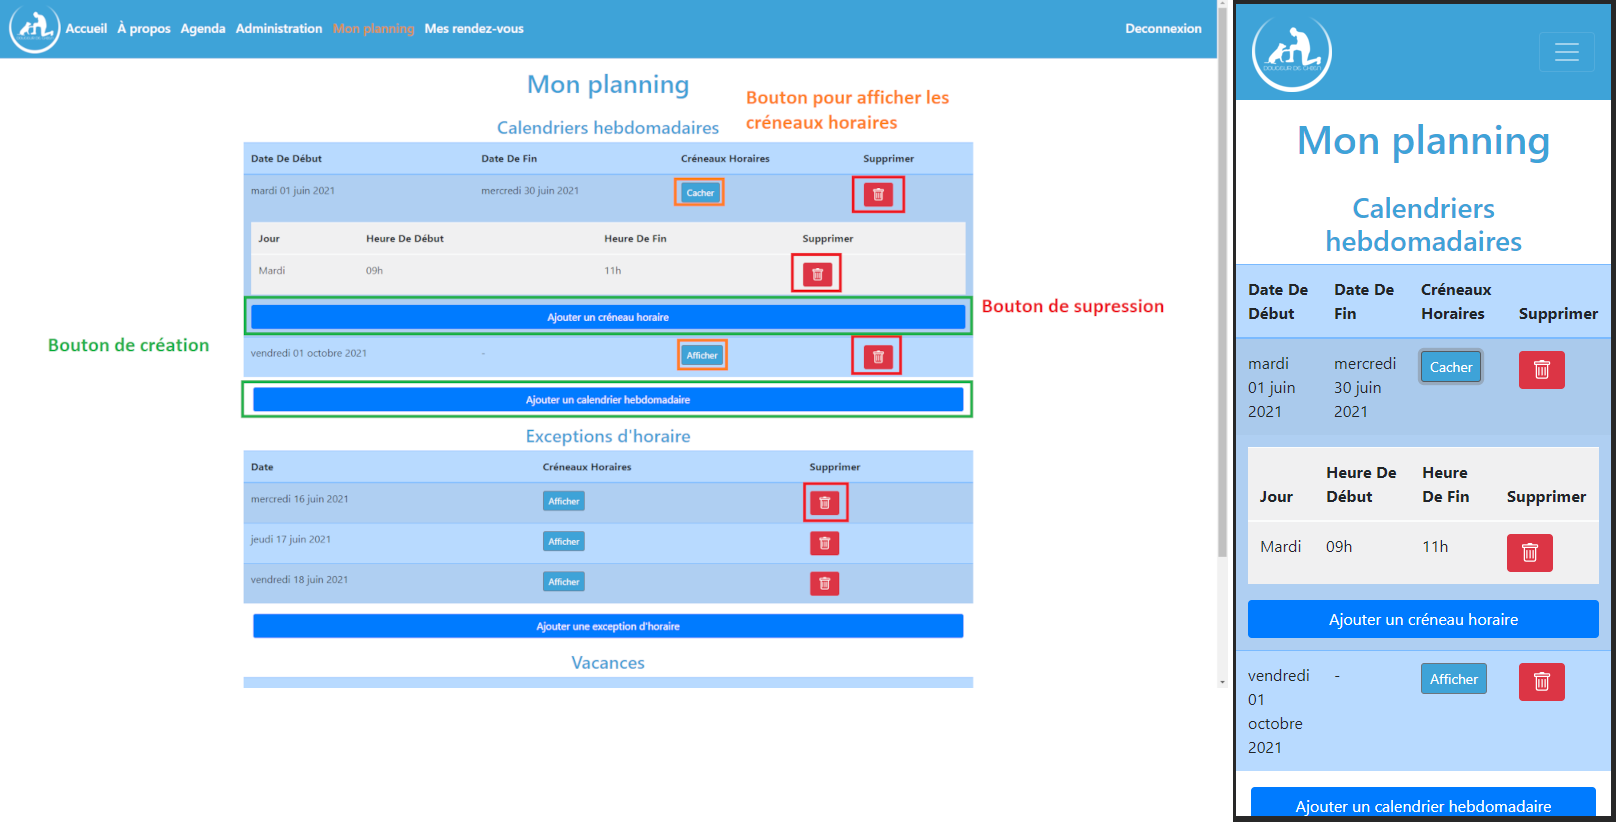 Accueil À propos Agenda Administration Mon planning Mes rendez-vous Deconnexion
Mon planning
Bouton pour afficher les
créneaux horaires
Calendriers hebdomadaires
Date De Début Date De Fin Créneaux Horaires Supprimer
mardi 01 juin 2021 mercredi 30 juin 2021 Cacher
Jour Heure De Début Heure De Fin Supprimer
Mardi 09h 11h
Bouton de supression
Ajouter un créneau horaire
Bouton de création
vendredi 01 octobre 2021 - Afficher
Ajouter un calendrier hebdomadaire
Exceptions d'horaire
Date Créneaux Horaires Supprimer
mercredi 16 juin 2021 Afficher
jeudi 17 juin 2021 Afficher
vendredi 18 juin 2021 Afficher
Ajouter une exception d'horaire
Vacances
DOUCEUR DE CHIEN
Mon planning
Calendriers
hebdomadaires
Date De Date De Créneaux
Début Fin Horaires Supprimer
mardi mercredi Cacher
01 juin 30 juin
2021 2021
Heure De Heure
Jour Début De Fin Supprimer
Mardi 09h 11h
Ajouter un créneau horaire
vendredi - Afficher
01
octobre
2021
Ajouter un calendrier hebdomadaire